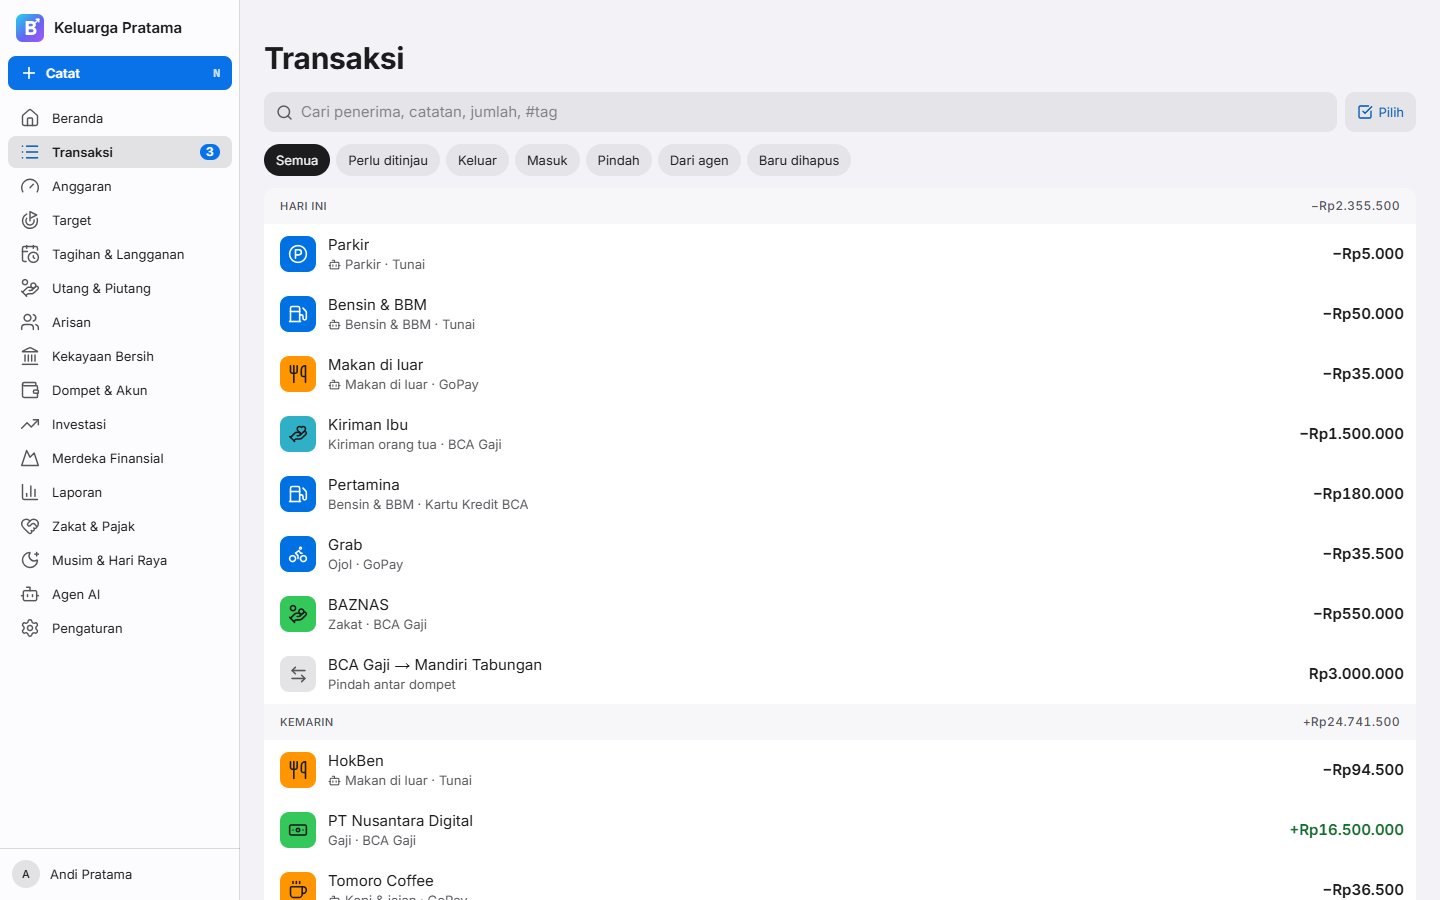 B Keluarga Pratama
Catat N
Beranda
Transaksi 3
Anggaran
Target
Tagihan & Langganan
Utang & Piutang
Arisan
Kekayaan Bersih
Dompet & Akun
Investasi
Merdeka Finansial
Laporan
Zakat & Pajak
Musim & Hari Raya
Agen AI
Pengaturan
A Andi Pratama
Transaksi
Cari penerima, catatan, jumlah, #tag
Pilih
Semua Perlu ditinjau Keluar Masuk Pindah Dari agen Baru dihapus
HARI INI −Rp2.355.500
Parkir
Parkir · Tunai −Rp5.000
Bensin & BBM
Bensin & BBM · Tunai −Rp50.000
Makan di luar
Makan di luar · GoPay −Rp35.000
Kiriman Ibu
Kiriman orang tua · BCA Gaji −Rp1.500.000
Pertamina
Bensin & BBM · Kartu Kredit BCA −Rp180.000
Grab
Ojol · GoPay −Rp35.500
BAZNAS
Zakat · BCA Gaji −Rp550.000
BCA Gaji → Mandiri Tabungan
Pindah antar dompet Rp3.000.000
KEMARIN +Rp24.741.500
HokBen
Makan di luar · Tunai −Rp94.500
PT Nusantara Digital
Gaji · BCA Gaji +Rp16.500.000
Tomoro Coffee
Kopi & jajan · GoPay −Rp36.500